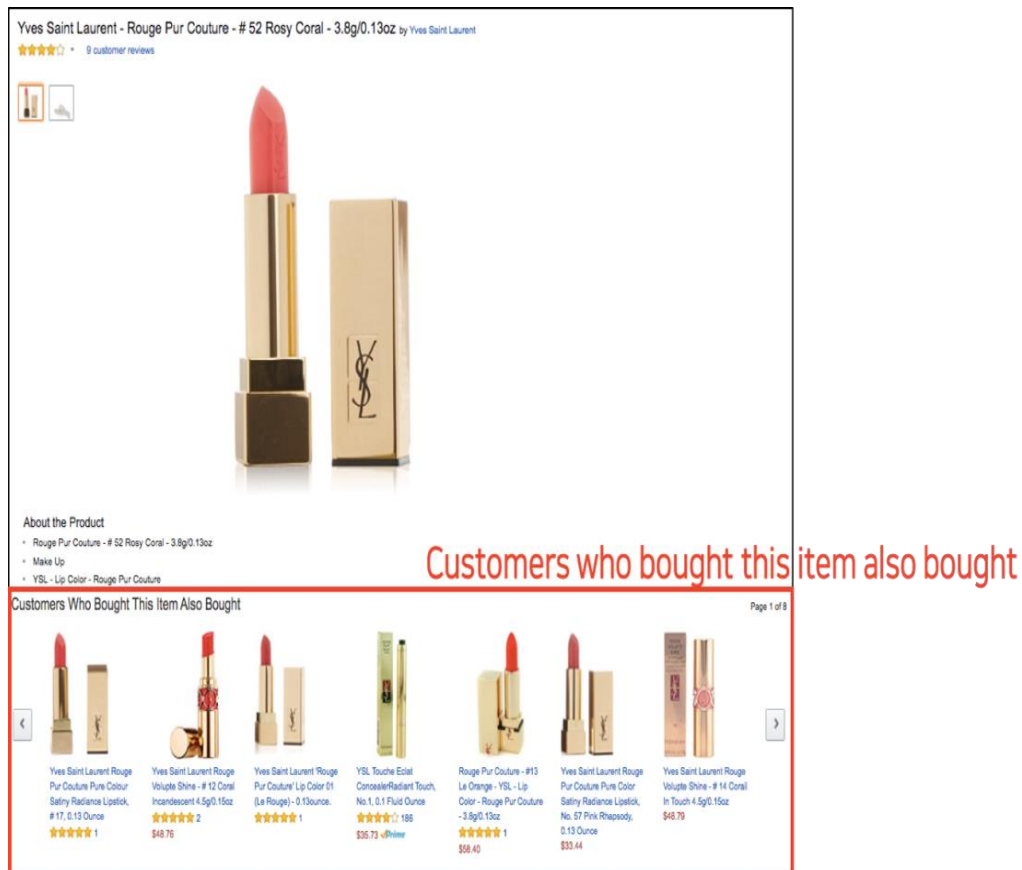 Yves Saint Laurent - Rouge Pur Couture - # 52 Rosy Coral - 3.8g/0.13oz by Yves Saint Laurent
9 customer reviews
YSL
About the Product
Rouge Pur Couture - # 52 Rosy Coral - 3.8g/0.13oz
Make Up
YSL - Lip Color - Rouge Pur Couture
Customers who bought this item also bought
Customers Who Bought This Item Also Bought
Page 1 of 8
Yves Saint Laurent Rouge
Pur Couture Pure Colour
Satiny Radiance Lipstick,
# 17, 0.13 Ounce
1
Yves Saint Laurent Rouge
Volupte Shine - # 12 Coral
Incandescent 4.5g/0.15oz
2
$48.76
Yves Saint Laurent 'Rouge
Pur Couture' Lip Color 01
(Le Rouge) - 0.13ounce.
1
YSL Touche Eclat
ConcealerRadiant Touch,
No.1, 0.1 Fluid Ounce
186
$35.73 Prime
Rouge Pur Couture - #13
Le Orange - YSL - Lip
Color - Rouge Pur Couture
- 3.8g/0.13oz
1
$58.40
Yves Saint Laurent Rouge
Pur Couture Pure Color
Satiny Radiance Lipstick,
No. 57 Pink Rhapsody,
0.13 Ounce
$33.44
Yves Saint Laurent Rouge
Volupte Shine - # 14 Corail
In Touch 4.5g/0.15oz
$48.79